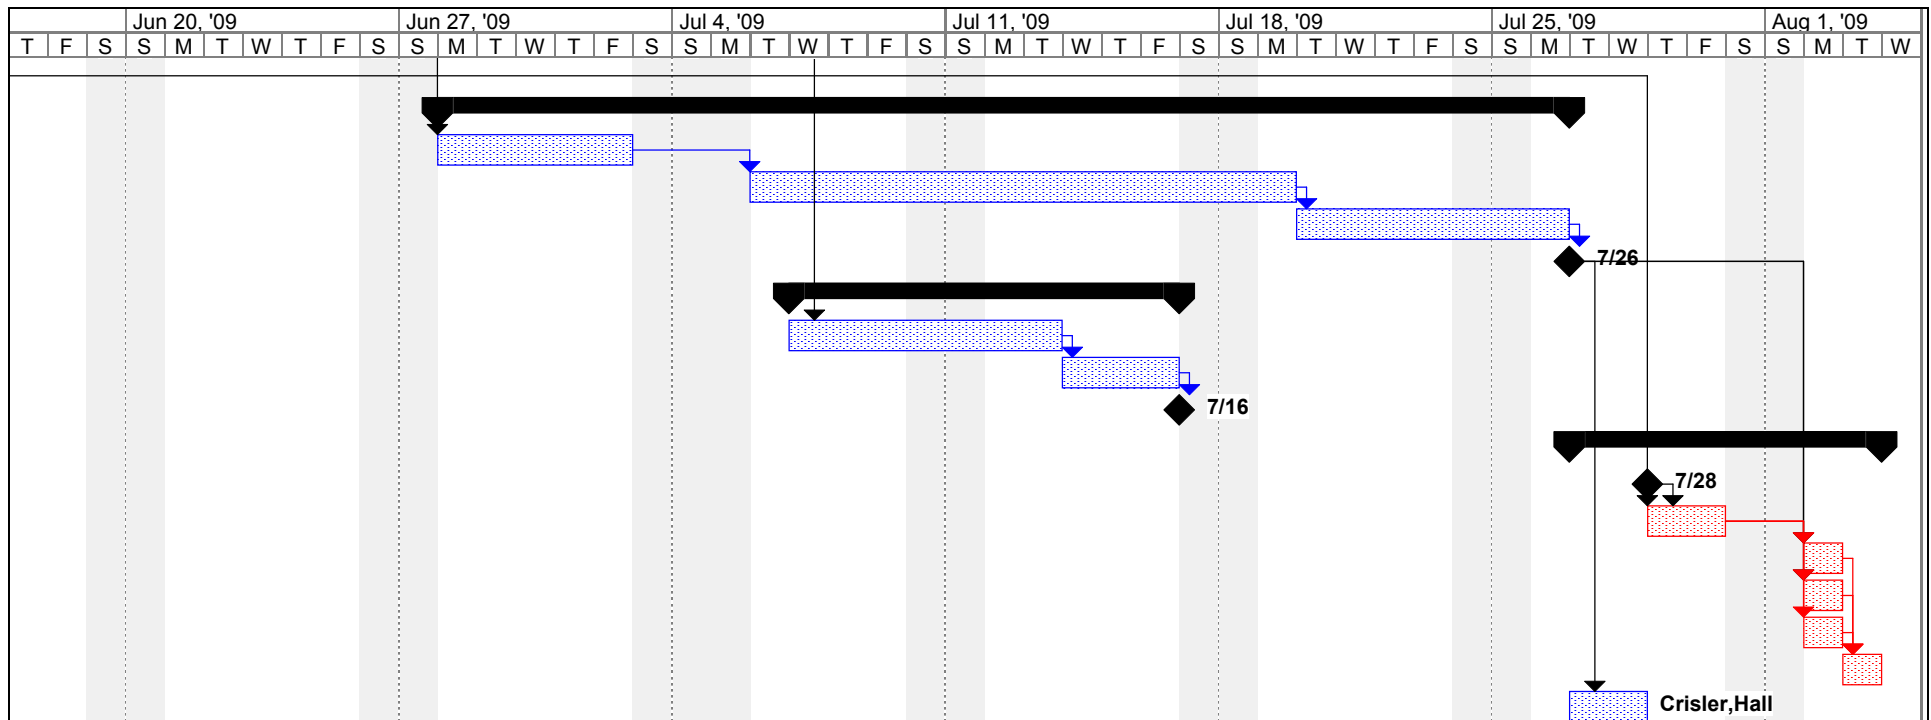 Jun 20, '09 Jun 27, '09 Jul 4, '09 Jul 11, '09 Jul 18, '09 Jul 25, '09 Aug 1, '09
T F S S M T W T F S S M T W T F S S M T W T F S S M T W T F S S M T W T F S S M T W T F S S M T W
7/26
7/16
7/28
Crisler,Hall